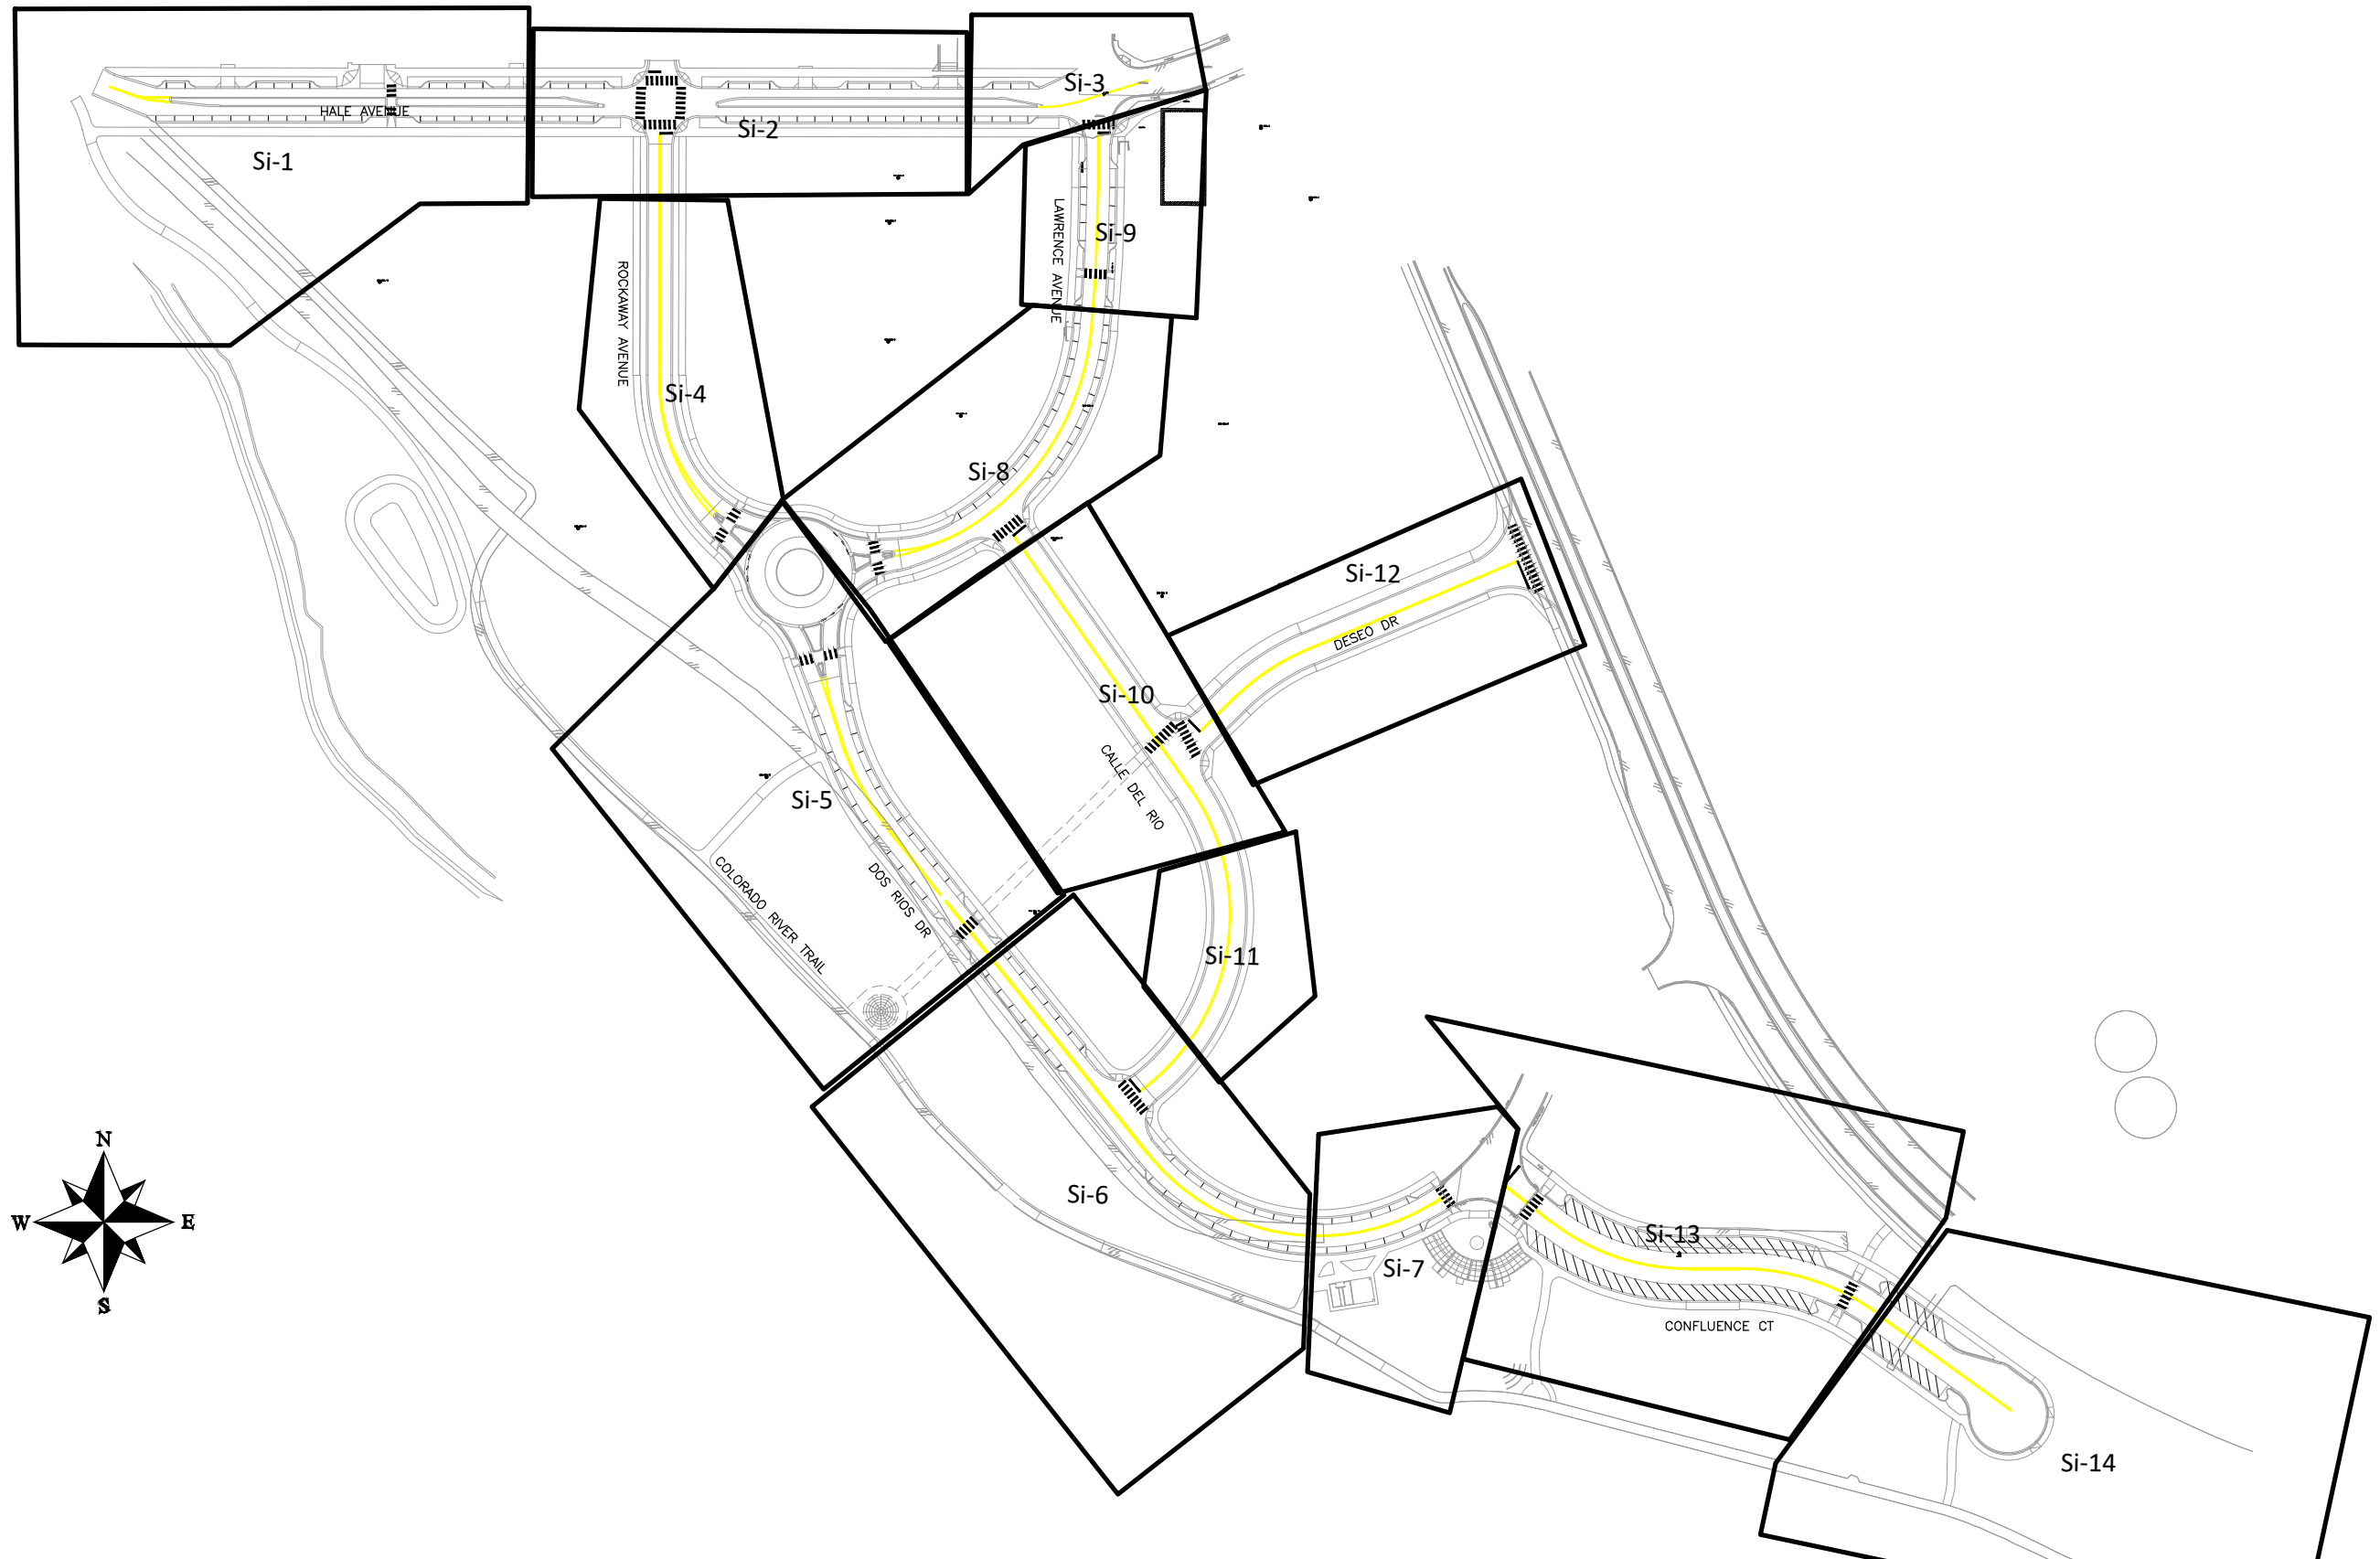 Si-3
HALE AVENUE
Si-2
Si-1
LAWRENCE AVENUE
Si-9
ROCKAWAY AVENUE
Si-4
Si-8
Si-12
DESEO DR
Si-10
CALLE DEL RIO
Si-5
COLORADO RIVER TRAIL
DOS RIOS DR
Si-11
N
W
E
S
Si-6
Si-7
Si-13
CONFLUENCE CT
Si-14